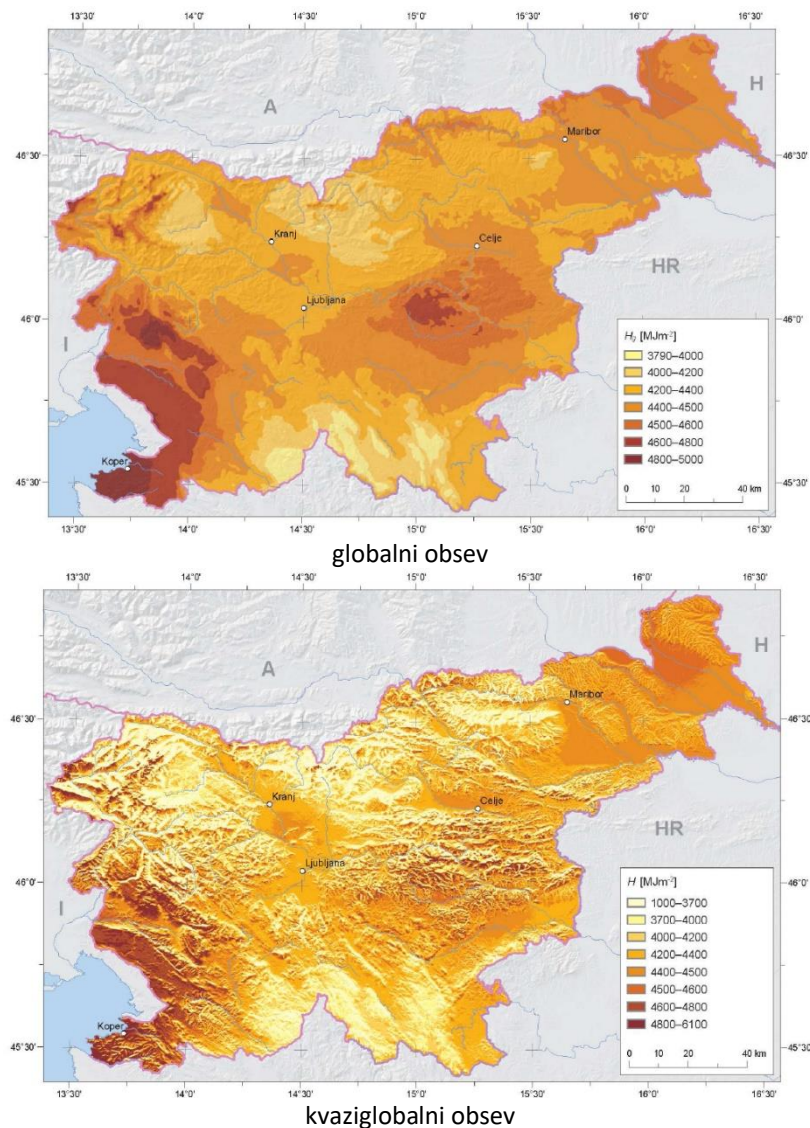 13°30' 14°0' 14°30' 15°0' 15°30' 16°0' 16°30'
A
H
Maribor
46°30' 46°30'
Kranj
Celje
HR
Ljubljana
46°0' 46°0'
I
H₀ [MJm⁻²]
3790–4000
4000–4200
4200–4400
4400–4500
4500–4600
4600–4800
4800–5000
Koper
45°30' 45°30'
0 10 20 40 km
13°30' 14°0' 14°30' 15°0' 15°30' 16°0' 16°30'
globalni obsev
13°30' 14°0' 14°30' 15°0' 15°30' 16°0' 16°30'
A
H
Maribor
46°30' 46°30'
Kranj
Celje
HR
Ljubljana
46°0' 46°0'
I
H [MJm⁻²]
1000–3700
3700–4000
4000–4200
4200–4400
4400–4500
4500–4600
4600–4800
4800–6100
Koper
45°30' 45°30'
0 10 20 40 km
13°30' 14°0' 14°30' 15°0' 15°30' 16°0' 16°30'
kvaziglobalni obsev